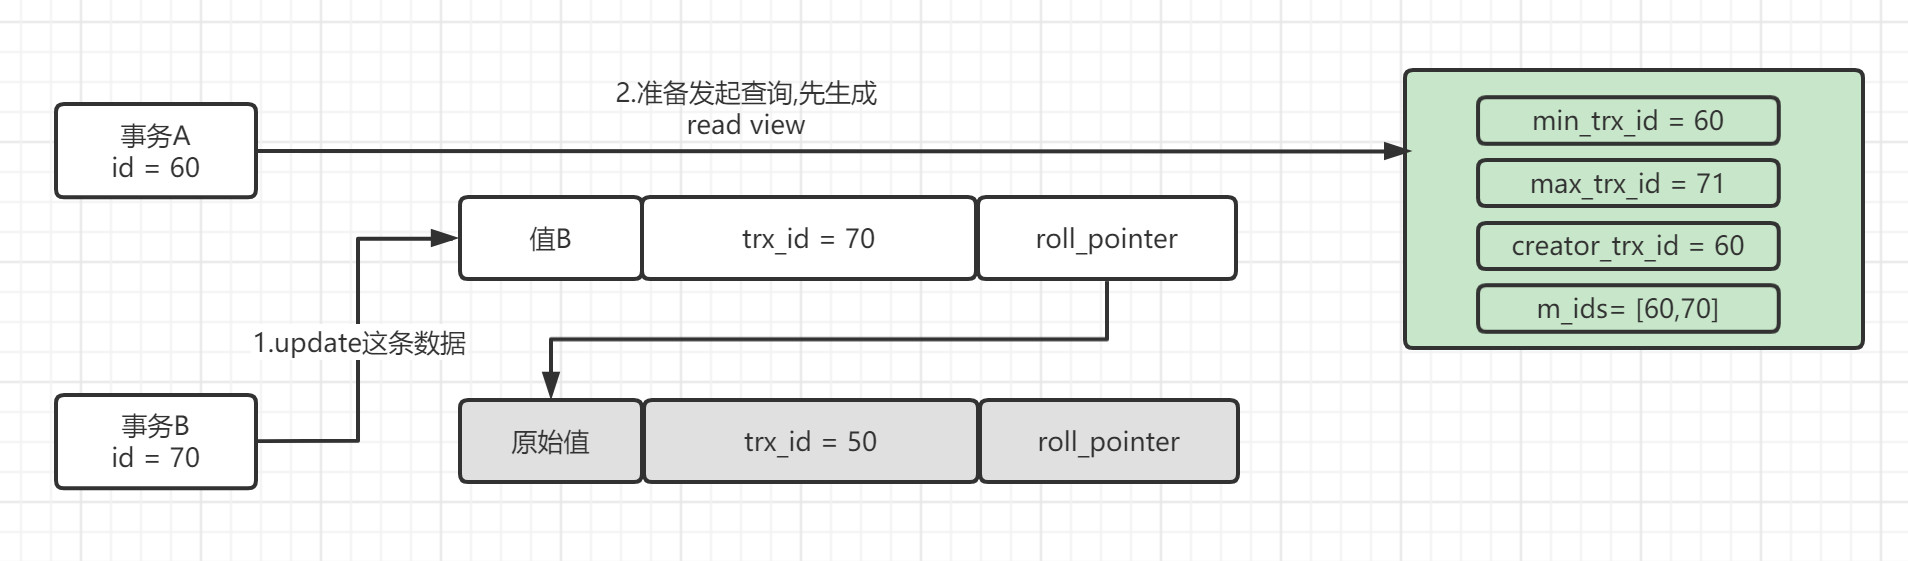 事务A
id = 60
2.准备发起查询,先生成
read view
min_trx_id = 60
max_trx_id = 71
creator_trx_id = 60
m_ids= [60,70]
值B
trx_id = 70
roll_pointer
1.update这条数据
事务B
id = 70
原始值
trx_id = 50
roll_pointer